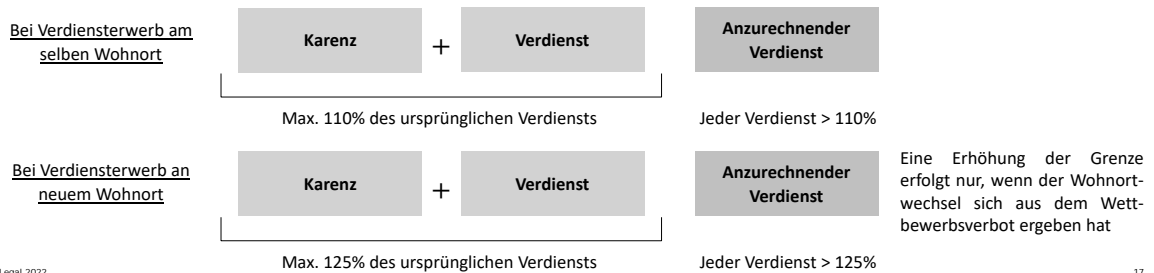 Bei Verdiensterwerb am
selben Wohnort
Karenz
+
Verdienst
Anzurechnender
Verdienst
Max. 110% des ursprünglichen Verdiensts
Jeder Verdienst > 110%
Bei Verdiensterwerb an
neuem Wohnort
Karenz
+
Verdienst
Anzurechnender
Verdienst
Eine Erhöhung der Grenze
erfolgt nur, wenn der Wohnort-
wechsel sich aus dem Wett-
bewerbsverbot ergeben hat
Max. 125% des ursprünglichen Verdiensts
Jeder Verdienst > 125%
Legal 2022
17